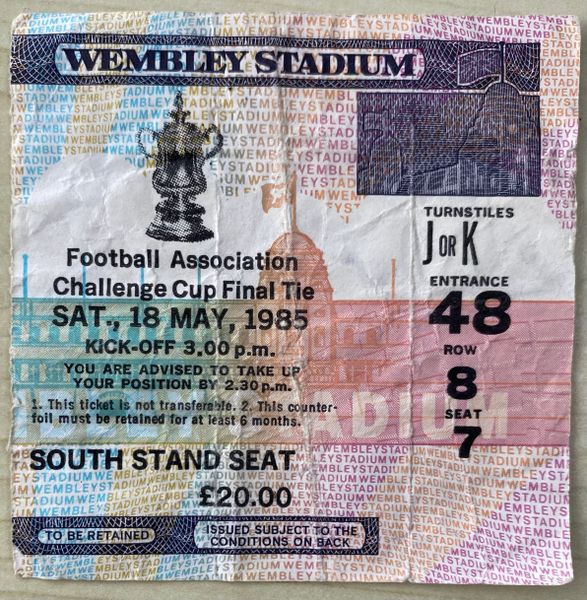 WEMBLEY STADIUM
Football Association
Challenge Cup Final Tie
SAT., 18 MAY, 1985
KICK-OFF 3.00 p.m.
YOU ARE ADVISED TO TAKE UP
YOUR POSITION BY 2.30 p.m.
1. This ticket is not transferable. 2. This counter-
foil must be retained for at least 6 months.
SOUTH STAND SEAT
£20.00
TO BE RETAINED
ISSUED SUBJECT TO THE
CONDITIONS ON BACK
TURNSTILES
J OR K
ENTRANCE
48
ROW
8
SEAT
7
STADIUM